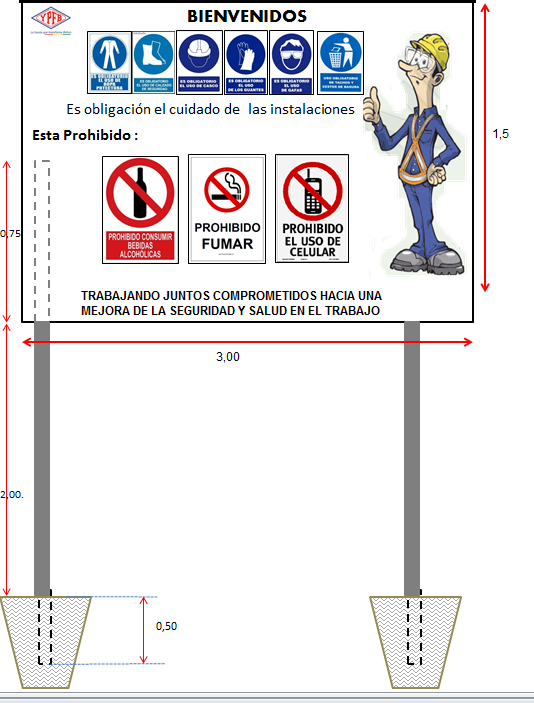 YPFB
BIENVENIDOS
ES OBLIGATORIO
EL USO DE
ROPA
PROTECTORA
ES OBLIGATORIO
EL USO DE CALZADO
DE SEGURIDAD
ES OBLIGATORIO
EL USO DE CASCO
ES OBLIGATORIO
EL USO
DE LOS GUANTES
ES OBLIGATORIO
EL USO
DE GAFAS
USO OBLIGATORIO
DE TACHOS Y
CESTOS DE BASURA
Es obligación el cuidado de las instalaciones
Esta Prohibido :
PROHIBIDO CONSUMIR
BEBIDAS
ALCOHÓLICAS
PROHIBIDO
FUMAR
PROHIBIDO
EL USO DE
CELULAR
TRABAJANDO JUNTOS COMPROMETIDOS HACIA UNA
MEJORA DE LA SEGURIDAD Y SALUD EN EL TRABAJO
1,5
0,75
3,00
2,00.
0,50